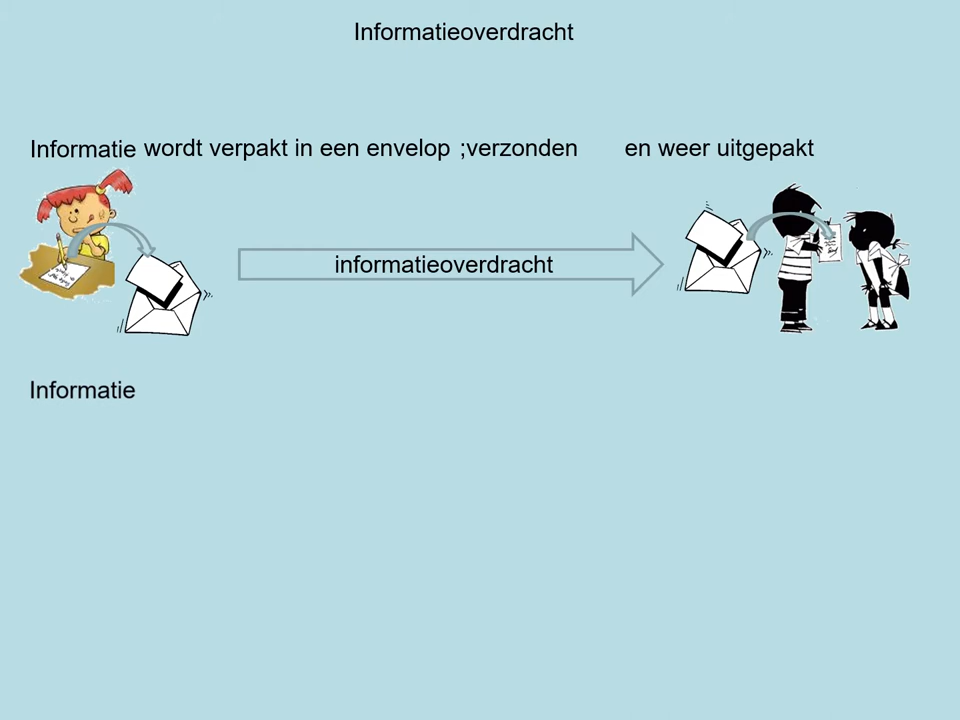 Informatieoverdracht
Informatie wordt verpakt in een envelop ;verzonden en weer uitgepakt
informatieoverdracht
Informatie